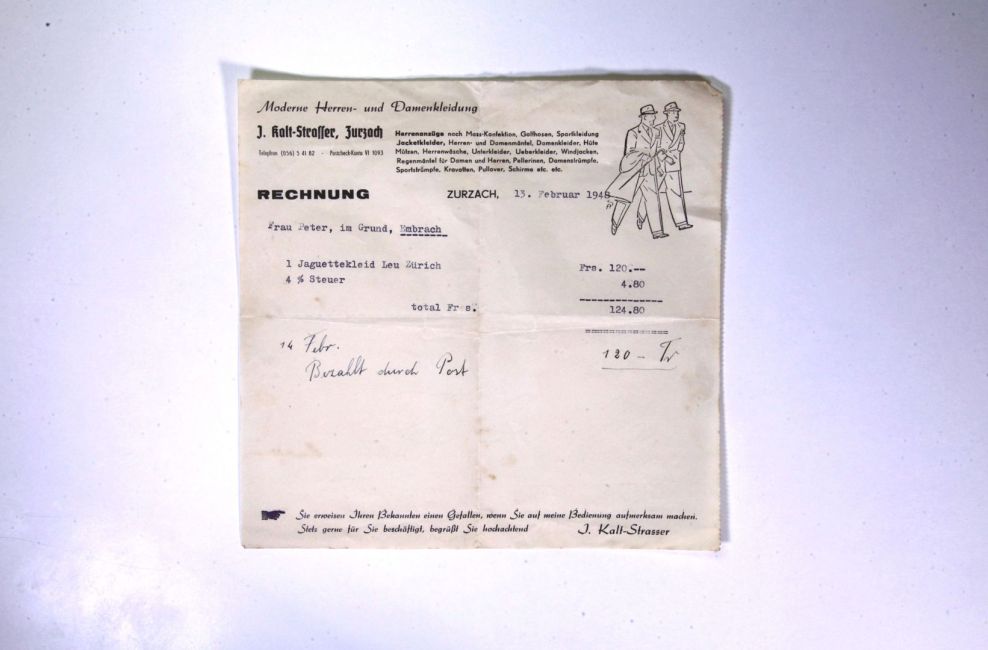 Moderne Herren- und Damenkleidung
J. Kalt-Strasser, Zurzach
Telephon (056) 5 41 82 - Postscheck-Konto VI 1093
Herrenanzüge nach Mass-Konfektion, Golfhosen, Sportkleidung
Jacketkleider, Herren- und Damenmäntel, Damenkleider, Hüte
Mützen, Herrenwäsche, Unterkleider, Ueberkleider, Windjacken,
Regenmäntel für Damen und Herren, Pellerinen, Damenstrümpfe,
Sportstrümpfe, Kravatten, Pullover, Schirme etc. etc.
RECHNUNG ZURZACH, 13. Februar 1948
Frau Peter, im Grund, Embrach
1 Jaguettekleid Leu Zürich Frs. 120.--
4 % Steuer 4.80
total Frs. 124.80
14 Febr. 120 - Fr
Bezahlt durch Post
Sie erweisen Ihren Bekannten einen Gefallen, wenn Sie auf meine Bedienung aufmerksam machen.
Stets gerne für Sie beschäftigt, begrüßt Sie hochachtend J. Kalt-Strasser